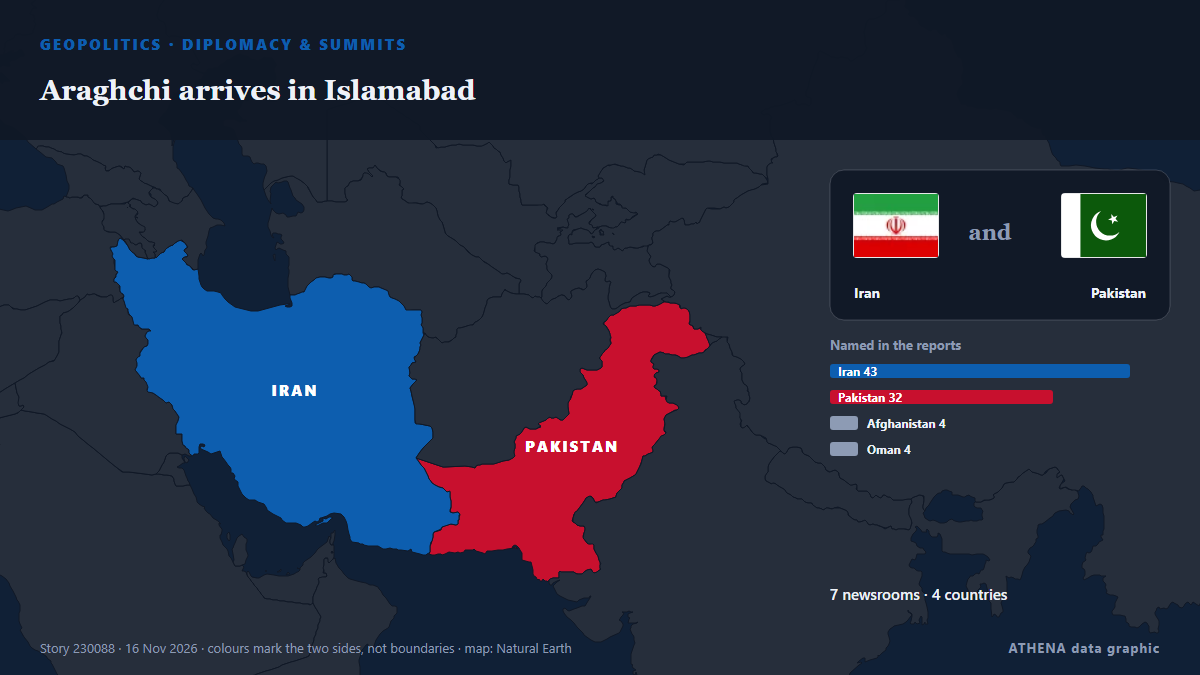 GEOPOLITICS · DIPLOMACY & SUMMITS
Araghchi arrives in Islamabad
and
Iran
Pakistan
Named in the reports
Iran 43
Pakistan 32
Afghanistan 4
Oman 4
IRAN
PAKISTAN
7 newsrooms · 4 countries
Story 230088 · 16 Nov 2026 · colours mark the two sides, not boundaries · map: Natural Earth
ATHENA data graphic